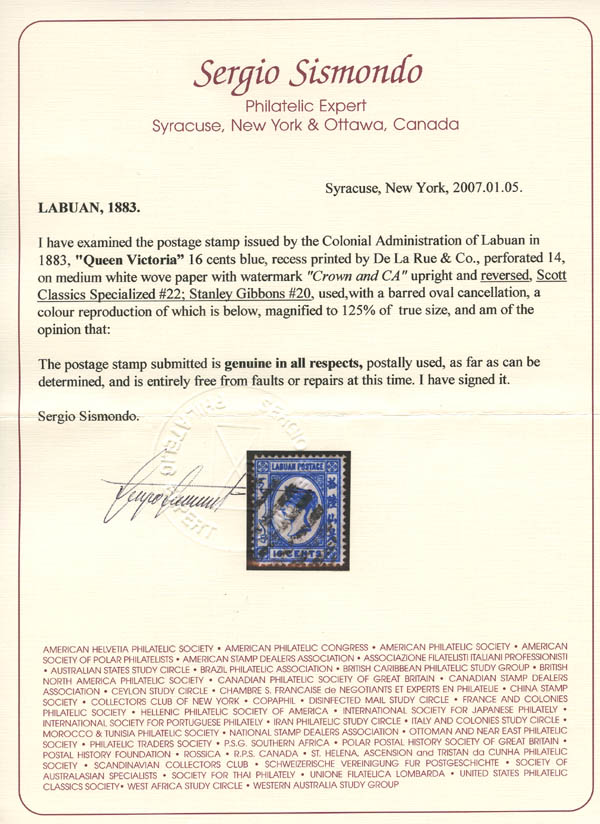 Sergio Sismondo
Philatelic Expert
Syracuse, New York & Ottawa, Canada
Syracuse, New York, 2007.01.05.
LABUAN, 1883.
I have examined the postage stamp issued by the Colonial Administration of Labuan in
1883, "Queen Victoria" 16 cents blue, recess printed by De La Rue & Co., perforated 14,
on medium white wove paper with watermark "Crown and CA" upright and reversed, Scott
Classics Specialized #22; Stanley Gibbons #20, used,with a barred oval cancellation, a
colour reproduction of which is below, magnified to 125% of true size, and am of the
opinion that:
The postage stamp submitted is genuine in all respects, postally used, as far as can be
determined, and is entirely free from faults or repairs at this time. I have signed it.
Sergio Sismondo.
SERGIO
PHILATELIC
EXPERT
LABUAN POSTAGE
16 CENTS
AMERICAN HELVETIA PHILATELIC SOCIETY • AMERICAN PHILATELIC CONGRESS • AMERICAN PHILATELIC SOCIETY • AMERICAN
SOCIETY OF POLAR PHILATELISTS • AMERICAN STAMP DEALERS ASSOCIATION • ASSOCIAZIONE FILATELISTI ITALIANI PROFESSIONISTI
• AUSTRALIAN STATES STUDY CIRCLE • BRAZIL PHILATELIC ASSOCIATION • BRITISH CARIBBEAN PHILATELIC STUDY GROUP • BRITISH
NORTH AMERICA PHILATELIC SOCIETY • CANADIAN PHILATELIC SOCIETY OF GREAT BRITAIN • CANADIAN STAMP DEALERS
ASSOCIATION • CEYLON STUDY CIRCLE • CHAMBRE S. FRANCAISE de NEGOTIANTS ET EXPERTS EN PHILATELIE • CHINA STAMP
SOCIETY • COLLECTORS CLUB OF NEW YORK • COPAPHIL • DISINFECTED MAIL STUDY CIRCLE • FRANCE AND COLONIES
PHILATELIC SOCIETY • HELLENIC PHILATELIC SOCIETY OF AMERICA • INTERNATIONAL SOCIETY FOR JAPANESE PHILATELY •
INTERNATIONAL SOCIETY FOR PORTUGUESE PHILATELY • IRAN PHILATELIC STUDY CIRCLE • ITALY AND COLONIES STUDY CIRCLE •
MOROCCO & TUNISIA PHILATELIC SOCIETY • NATIONAL STAMP DEALERS ASSOCIATION • OTTOMAN AND NEAR EAST PHILATELIC
SOCIETY • PHILATELIC TRADERS SOCIETY • P.S.G. SOUTHERN AFRICA • POLAR POSTAL HISTORY SOCIETY OF GREAT BRITAIN •
POSTAL HISTORY FOUNDATION • ROSSICA • R.P.S. CANADA • ST. HELENA, ASCENSION and TRISTAN da CUNHA PHILATELIC
SOCIETY • SCANDINAVIAN COLLECTORS CLUB • SCHWEIZERISCHE VEREINIGUNG FUR POSTGESCHICHTE • SOCIETY OF
AUSTRALASIAN SPECIALISTS • SOCIETY FOR THAI PHILATELY • UNIONE FILATELICA LOMBARDA • UNITED STATES PHILATELIC
CLASSICS SOCIETY• WEST AFRICA STUDY CIRCLE • WESTERN AUSTRALIA STUDY GROUP